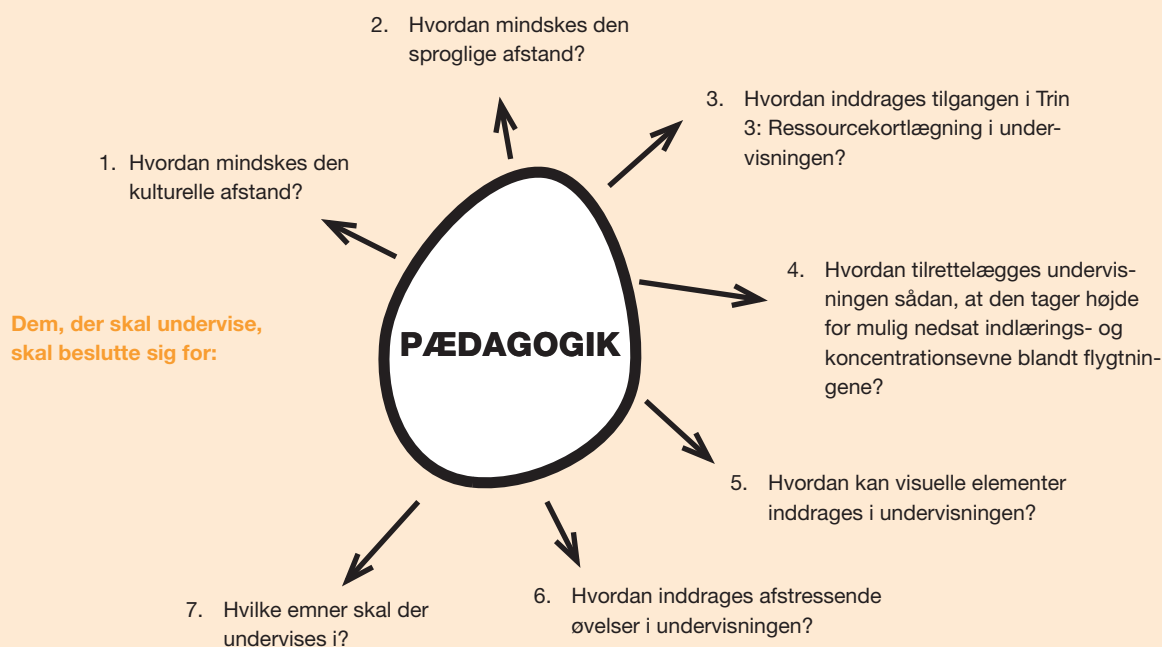 Dem, der skal undervise,
skal beslutte sig for:
PÆDAGOGIK
1. Hvordan mindskes den
kulturelle afstand?
2. Hvordan mindskes den
sproglige afstand?
3. Hvordan inddrages tilgangen i Trin
3: Ressourcekortlægning i under-
visningen?
4. Hvordan tilrettelægges undervis-
ningen sådan, at den tager højde
for mulig nedsat indlærings- og
koncentrationsevne blandt flygtnin-
gene?
5. Hvordan kan visuelle elementer
inddrages i undervisningen?
6. Hvordan inddrages afstressende
øvelser i undervisningen?
7. Hvilke emner skal der
undervises i?